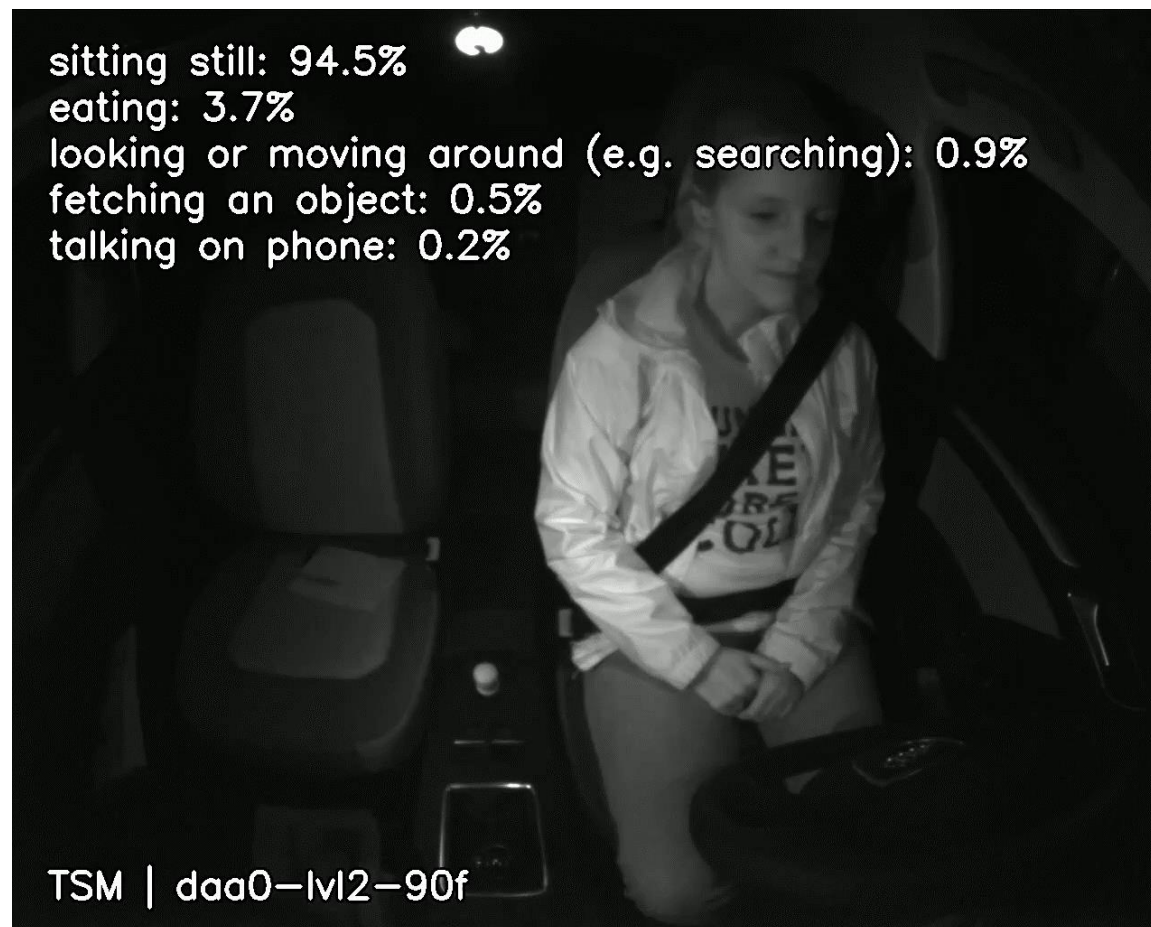 sitting still: 94.5%
eating: 3.7%
looking or moving around (e.g. searching): 0.9%
fetching an object: 0.5%
talking on phone: 0.2%
TSM | daa0-lvl2-90f